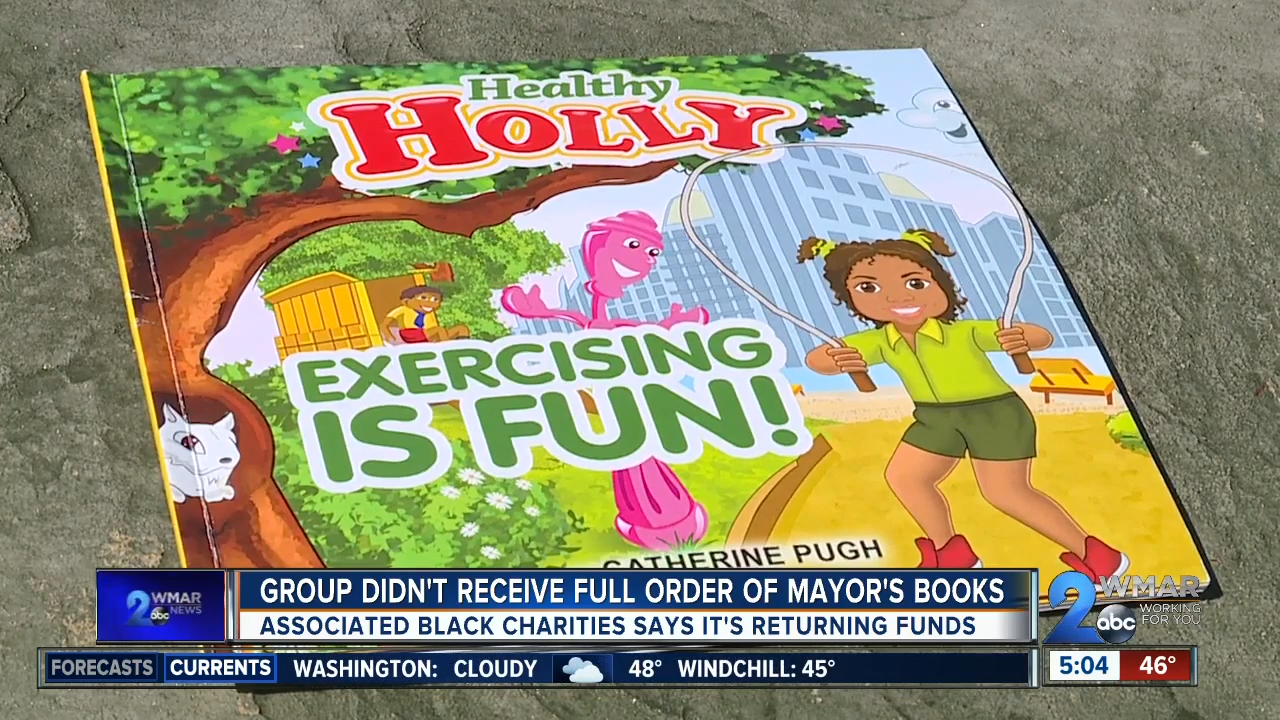 Healthy
HOLLY
EXERCISING
IS FUN!
CATHERINE PUGH
2 WMAR
abc NEWS
GROUP DIDN'T RECEIVE FULL ORDER OF MAYOR'S BOOKS
ASSOCIATED BLACK CHARITIES SAYS IT'S RETURNING FUNDS
2 WMAR
abc WORKING
FOR YOU
FORECASTS CURRENTS WASHINGTON: CLOUDY 48° WINDCHILL: 45° 5:04 46°